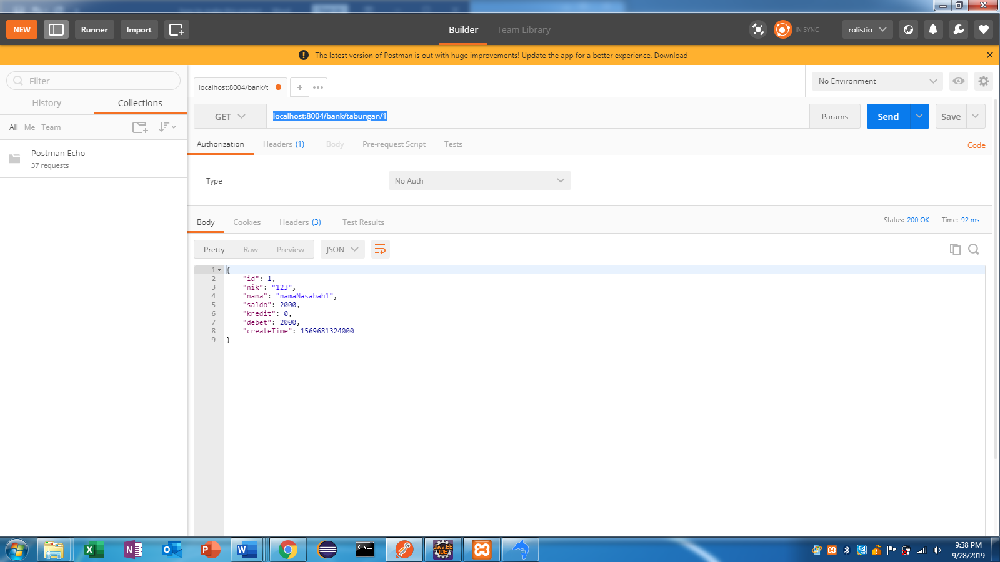 NEW
Runner
Import
Builder
Team Library
IN SYNC
rolistio
The latest version of Postman is out with huge improvements! Update the app for a better experience. Download
Filter
History
Collections
All Me Team
Postman Echo
37 requests
localhost:8004/bank/t
No Environment
GET
localhost:8004/bank/tabungan/1
Params
Send
Save
Authorization
Headers (1)
Body
Pre-request Script
Tests
Code
Type
No Auth
Body
Cookies
Headers (3)
Test Results
Status: 200 OK
Time: 92 ms
Pretty
Raw
Preview
JSON
1 {
2 "id": 1,
3 "nik": "123",
4 "nama": "namaNasabah1",
5 "saldo": 2000,
6 "kredit": 0,
7 "debet": 2000,
8 "createTime": 1569681324000
9 }
Java EE
IDE
9:38 PM
9/28/2019